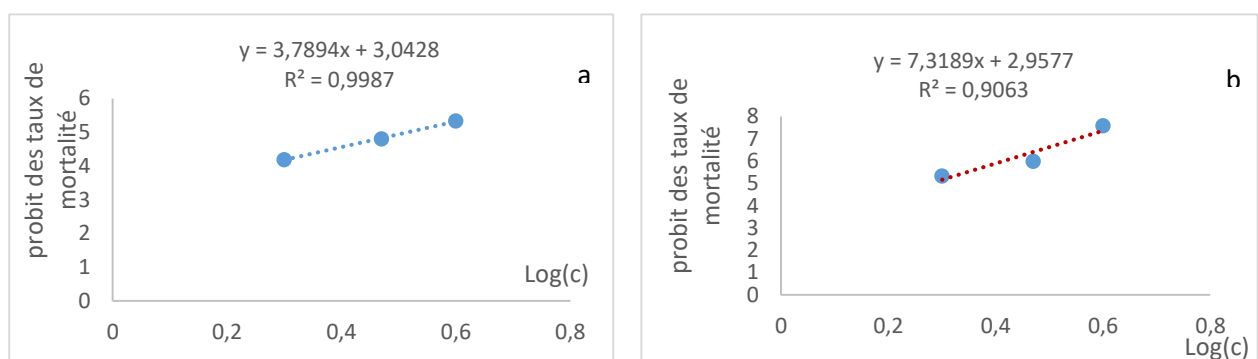 y = 3,7894x + 3,0428
R² = 0,9987
a
probit des taux de
mortalité
6
5
4
3
2
1
0
0
0,2
0,4
0,6
0,8
Log(c)
y = 7,3189x + 2,9577
R² = 0,9063
b
probit des taux de
mortalité
8
7
6
5
4
3
2
1
0
0
0,2
0,4
0,6
0,8
Log(c)